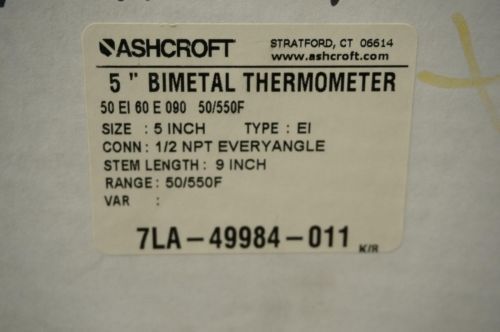 ASHCROFT STRATFORD, CT 06614
www.ashcroft.com
5 " BIMETAL THERMOMETER
50 EI 60 E 090 50/550F
SIZE : 5 INCH TYPE : EI
CONN : 1/2 NPT EVERYANGLE
STEM LENGTH : 9 INCH
RANGE : 50/550F
VAR :
7LA-49984-011 K/R